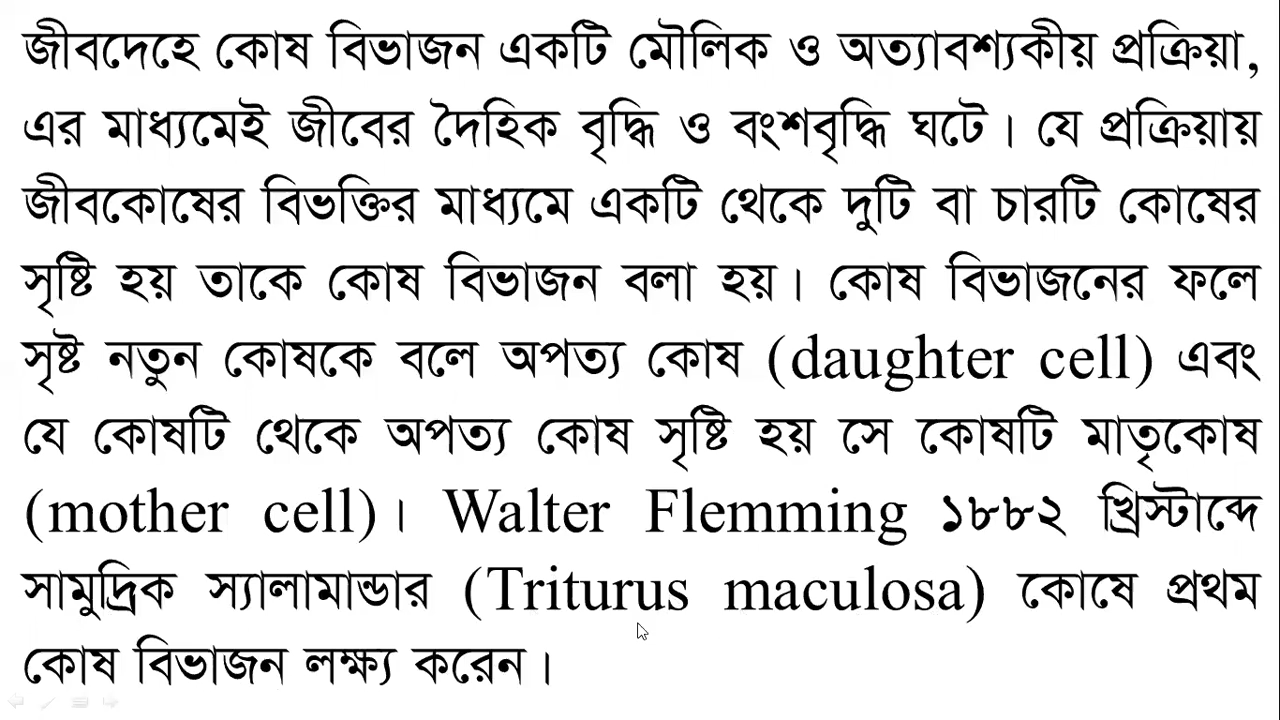 জীবদেহে কোষ বিভাজন একটি মৌলিক ও অত্যাবশ্যকীয় প্রক্রিয়া,
এর মাধ্যমেই জীবের দৈহিক বৃদ্ধি ও বংশবৃদ্ধি ঘটে। যে প্রক্রিয়ায়
জীবকোষের বিভক্তির মাধ্যমে একটি থেকে দুটি বা চারটি কোষের
সৃষ্টি হয় তাকে কোষ বিভাজন বলা হয়। কোষ বিভাজনের ফলে
সৃষ্ট নতুন কোষকে বলে অপত্য কোষ (daughter cell) এবং
যে কোষটি থেকে অপত্য কোষ সৃষ্টি হয় সে কোষটি মাতৃকোষ
(mother cell)। Walter Flemming ১৮৮২ খ্রিস্টাব্দে
সামুদ্রিক স্যালামান্ডার (Triturus maculosa) কোষে প্রথম
কোষ বিভাজন লক্ষ্য করেন।